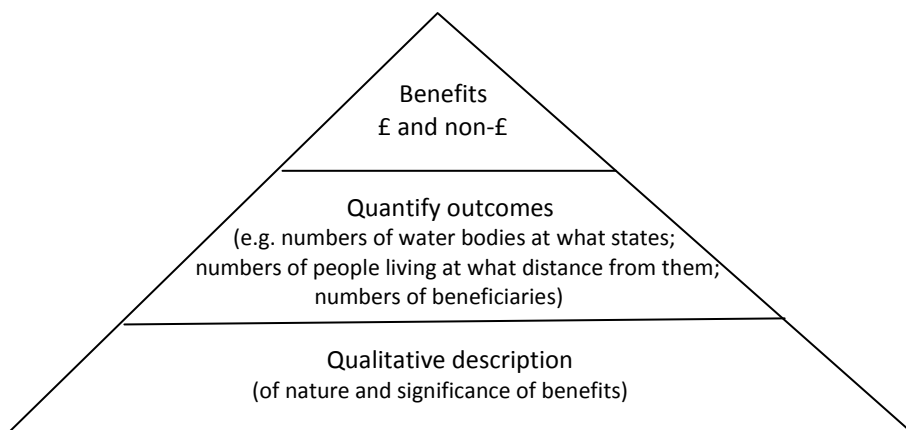 Benefits
£ and non-£
Quantify outcomes
(e.g. numbers of water bodies at what states;
numbers of people living at what distance from them;
numbers of beneficiaries)
Qualitative description
(of nature and significance of benefits)